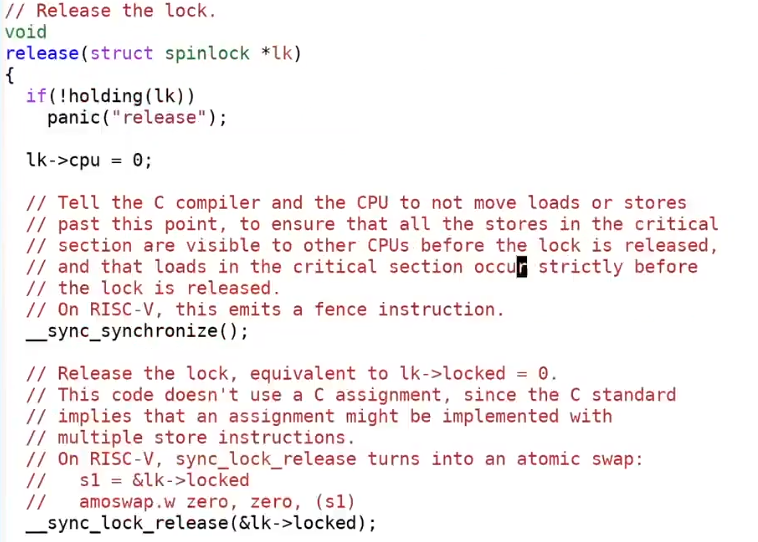 // Release the lock.
void
release(struct spinlock *lk)
{
  if(!holding(lk))
    panic("release");

  lk->cpu = 0;

  // Tell the C compiler and the CPU to not move loads or stores
  // past this point, to ensure that all the stores in the critical
  // section are visible to other CPUs before the lock is released,
  // and that loads in the critical section occur strictly before
  // the lock is released.
  // On RISC-V, this emits a fence instruction.
  __sync_synchronize();

  // Release the lock, equivalent to lk->locked = 0.
  // This code doesn't use a C assignment, since the C standard
  // implies that an assignment might be implemented with
  // multiple store instructions.
  // On RISC-V, sync_lock_release turns into an atomic swap:
  //   s1 = &lk->locked
  //   amoswap.w zero, zero, (s1)
  __sync_lock_release(&lk->locked);